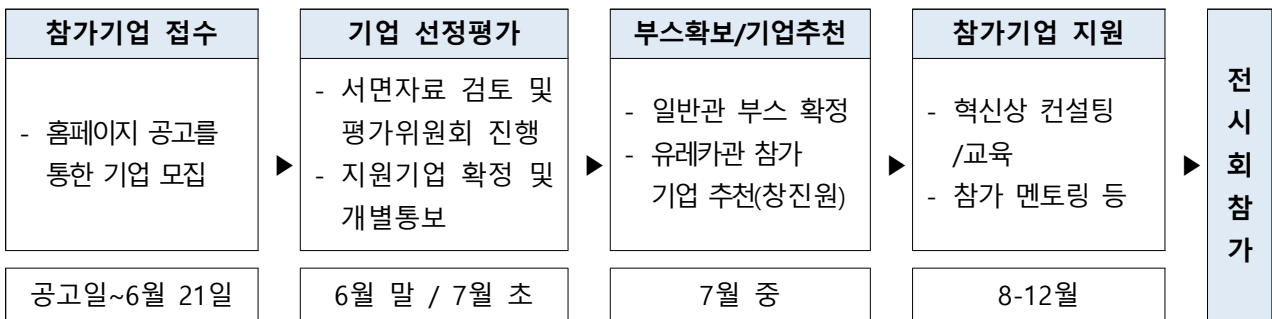 참가기업 접수
- 홈페이지 공고를
통한 기업 모집
공고일~6월 21일
▶
기업 선정평가
- 서면자료 검토 및
평가위원회 진행
- 지원기업 확정 및
개별통보
6월 말 / 7월 초
▶
부스확보/기업추천
- 일반관 부스 확정
- 유레카관 참가
기업 추천(창진원)
7월 중
▶
참가기업 지원
- 혁신상 컨설팅
/교육
- 참가 멘토링 등
8-12월
▶
전
시
회
참
가